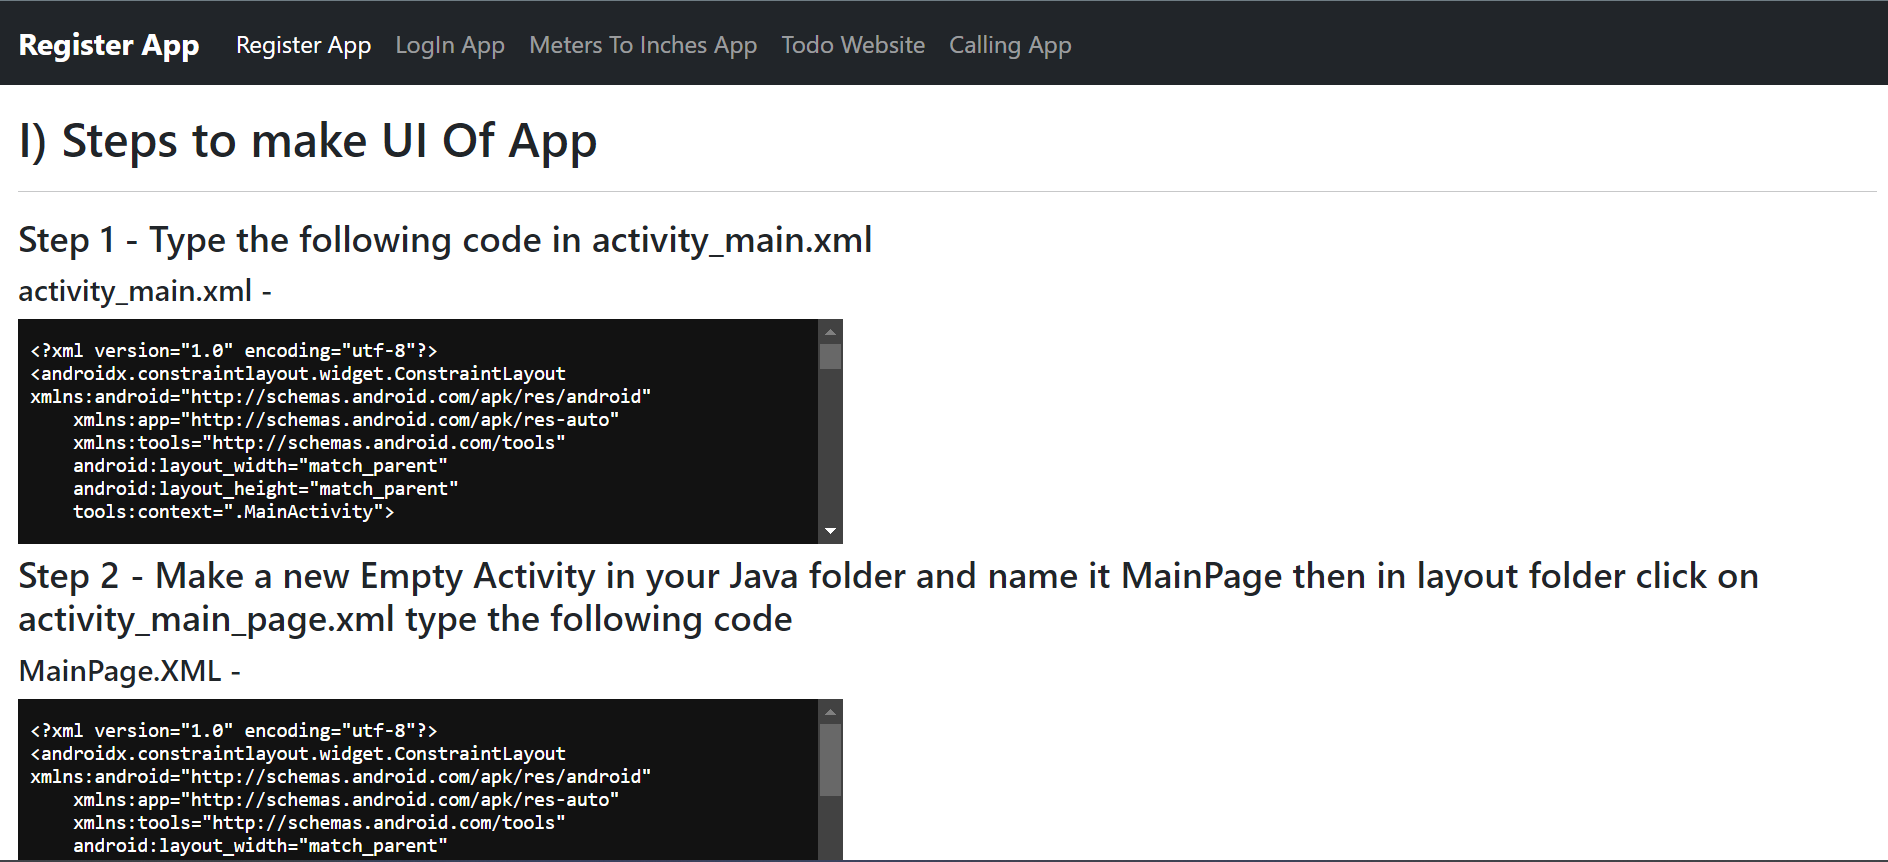 Register App Register App LogIn App Meters To Inches App Todo Website Calling App
I) Steps to make UI Of App
Step 1 - Type the following code in activity_main.xml
activity_main.xml -
<?xml version="1.0" encoding="utf-8"?>
<androidx.constraintlayout.widget.ConstraintLayout
xmlns:android="http://schemas.android.com/apk/res/android"
    xmlns:app="http://schemas.android.com/apk/res-auto"
    xmlns:tools="http://schemas.android.com/tools"
    android:layout_width="match_parent"
    android:layout_height="match_parent"
    tools:context=".MainActivity">
Step 2 - Make a new Empty Activity in your Java folder and name it MainPage then in layout folder click on
activity_main_page.xml type the following code
MainPage.XML -
<?xml version="1.0" encoding="utf-8"?>
<androidx.constraintlayout.widget.ConstraintLayout
xmlns:android="http://schemas.android.com/apk/res/android"
    xmlns:app="http://schemas.android.com/apk/res-auto"
    xmlns:tools="http://schemas.android.com/tools"
    android:layout_width="match_parent"